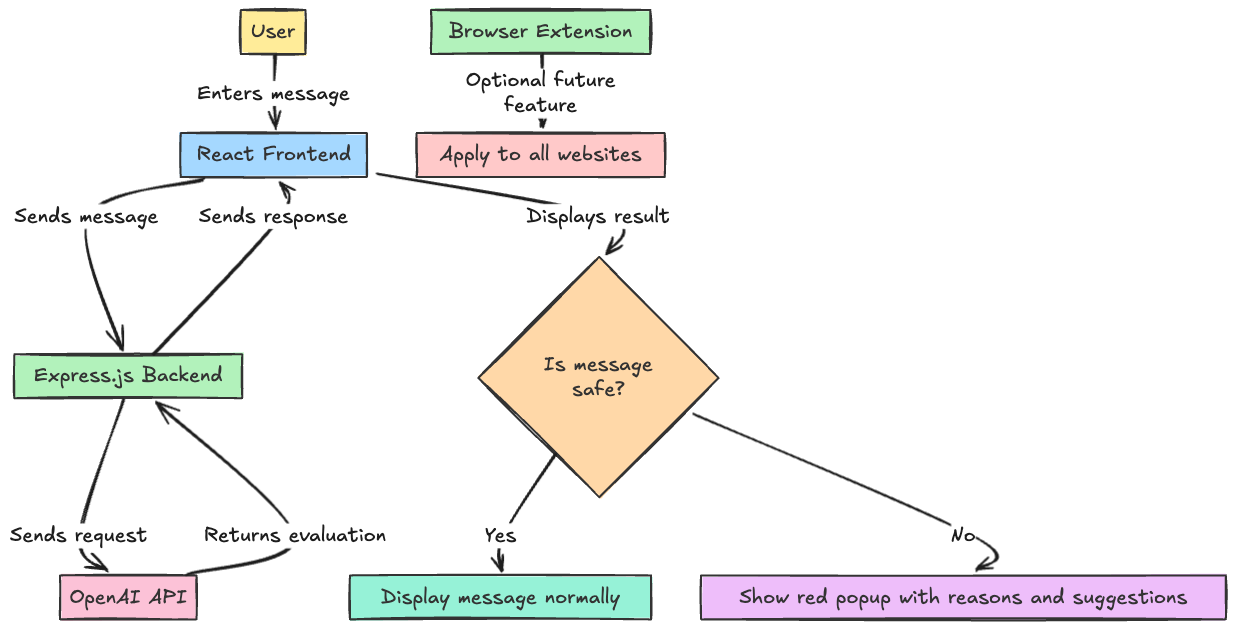 User
Browser Extension
Enters message
Optional future
feature
React Frontend
Apply to all websites
Sends message
Sends response
Displays result
Is message
safe?
Express.js Backend
Sends request
Returns evaluation
Yes
No
OpenAI API
Display message normally
Show red popup with reasons and suggestions